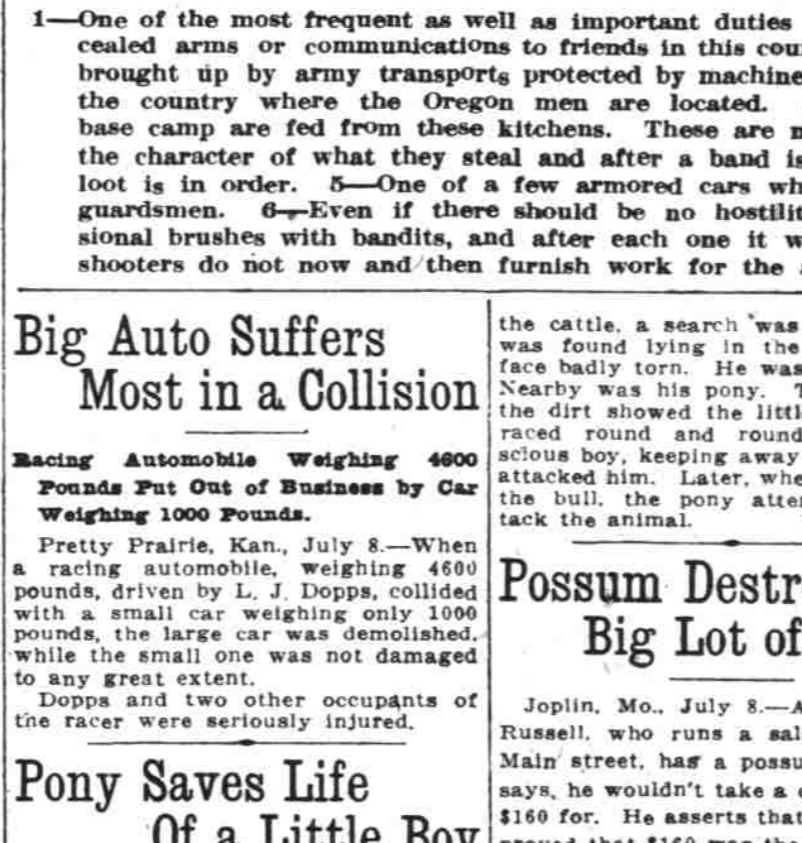 1—One of the most frequent as well as important duties
cealed arms or communications to friends in this
brought up by army transports protected by machine
the country where the Oregon men are located.
base camp are fed from these kitchens. These are
the character of what they steal and after a band
loot is in order. 5—One of a few armored cars
guardsmen. 6—Even if there should be no
sional brushes with bandits, and after each one it
shooters do not now and then furnish work for the
Big Auto Suffers
Most in a Collision
Racing Automobile Weighing 4600
Pounds Put Out of Business by Car
Weighing 1000 Pounds.
Pretty Prairie, Kan., July 8.—When
a racing automobile, weighing 4600
pounds, driven by L. J. Dopps, collided
with a small car weighing only 1000
pounds, the large car was demolished,
while the small one was not damaged
to any great extent.
Dopps and two other occupants of
the racer were seriously injured.
Pony Saves Life
Of a Little Boy
the cattle, a search was
was found lying in the
face badly torn. He was
Nearby was his pony.
the dirt showed the
raced round and round
scious boy, keeping away
attacked him. Later,
the bull, the pony
tack the animal.
Possum
Big Lot of
Joplin, Mo., July 8.—
Russell, who runs a
Main street, has a
says, he wouldn't take a
$160 for. He asserts that
proved that $160 was the